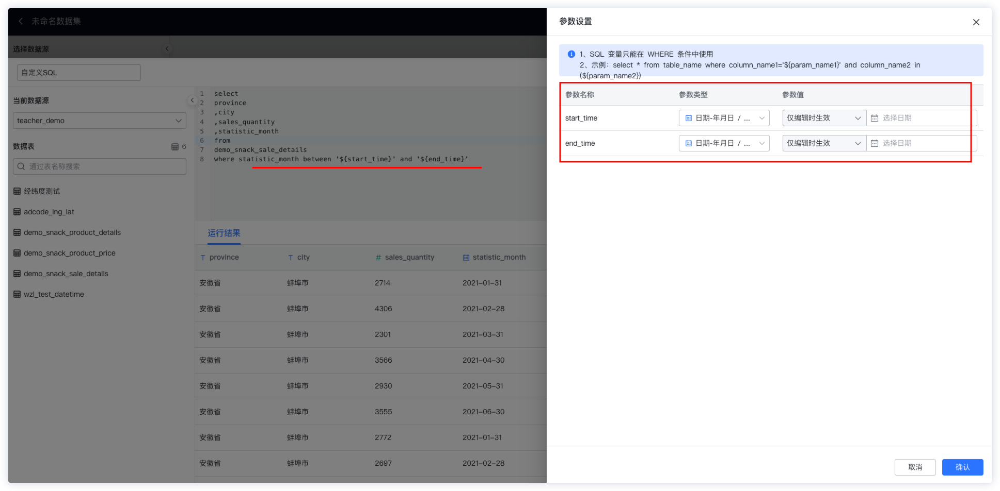 未命名数据集
选择数据源
自定义SQL
当前数据源
teacher_demo
数据表
6
通过表名称搜索
经纬度测试
adcode_lng_lat
demo_snack_product_details
demo_snack_product_price
demo_snack_sale_details
wzl_test_datetime
1 select
2 province
3 ,city
4 ,sales_quantity
5 ,statistic_month
6 from
7 demo_snack_sale_details
8 where statistic_month between '${start_time}' and '${end_time}'
运行结果
T province T city # sales_quantity statistic_month
安徽省 蚌埠市 2714 2021-01-31
安徽省 蚌埠市 4306 2021-02-28
安徽省 蚌埠市 2301 2021-03-31
安徽省 蚌埠市 3566 2021-04-30
安徽省 蚌埠市 2930 2021-05-31
安徽省 蚌埠市 3555 2021-06-30
安徽省 蚌埠市 2772 2021-01-31
安徽省 蚌埠市 2697 2021-02-28
参数设置
1、SQL 变量只能在 WHERE 条件中使用
2、示例：select * from table_name where column_name1='${param_name1}' and column_name2 in
(${param_name2})
参数名称 参数类型 参数值
start_time 日期-年月日 / ... 仅编辑时生效 选择日期
end_time 日期-年月日 / ... 仅编辑时生效 选择日期
取消 确认